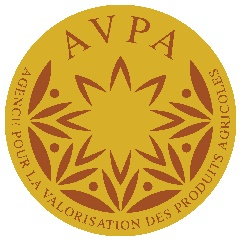 AVPA
AGENCE POUR LA VALORISATION DES PRODUITS AGRICOLES